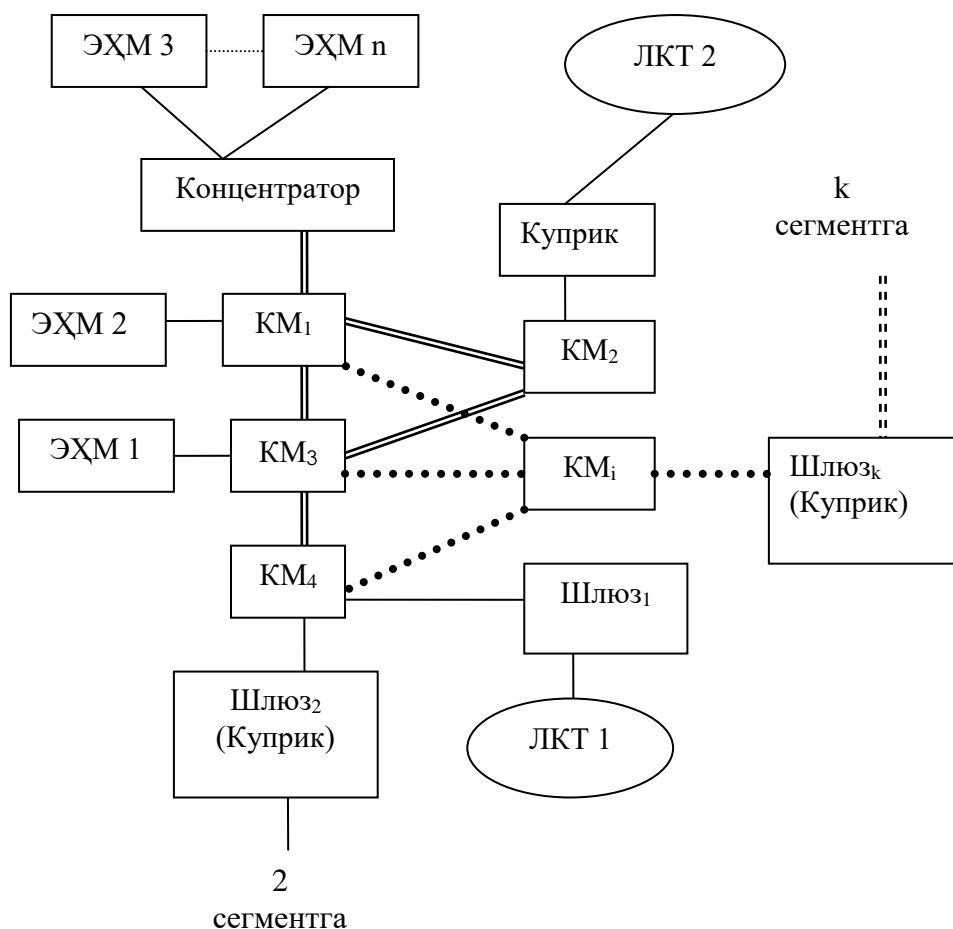 ЭҲМ 3
ЭҲМ n
ЛКТ 2
Концентратор
k
сегментга
Куприк
ЭҲМ 2
КМ₁
КМ₂
ЭҲМ 1
КМ₃
КМᵢ
Шлюзₖ
(Куприк)
КМ₄
Шлюз₁
Шлюз₂
(Куприк)
ЛКТ 1
2
сегментга